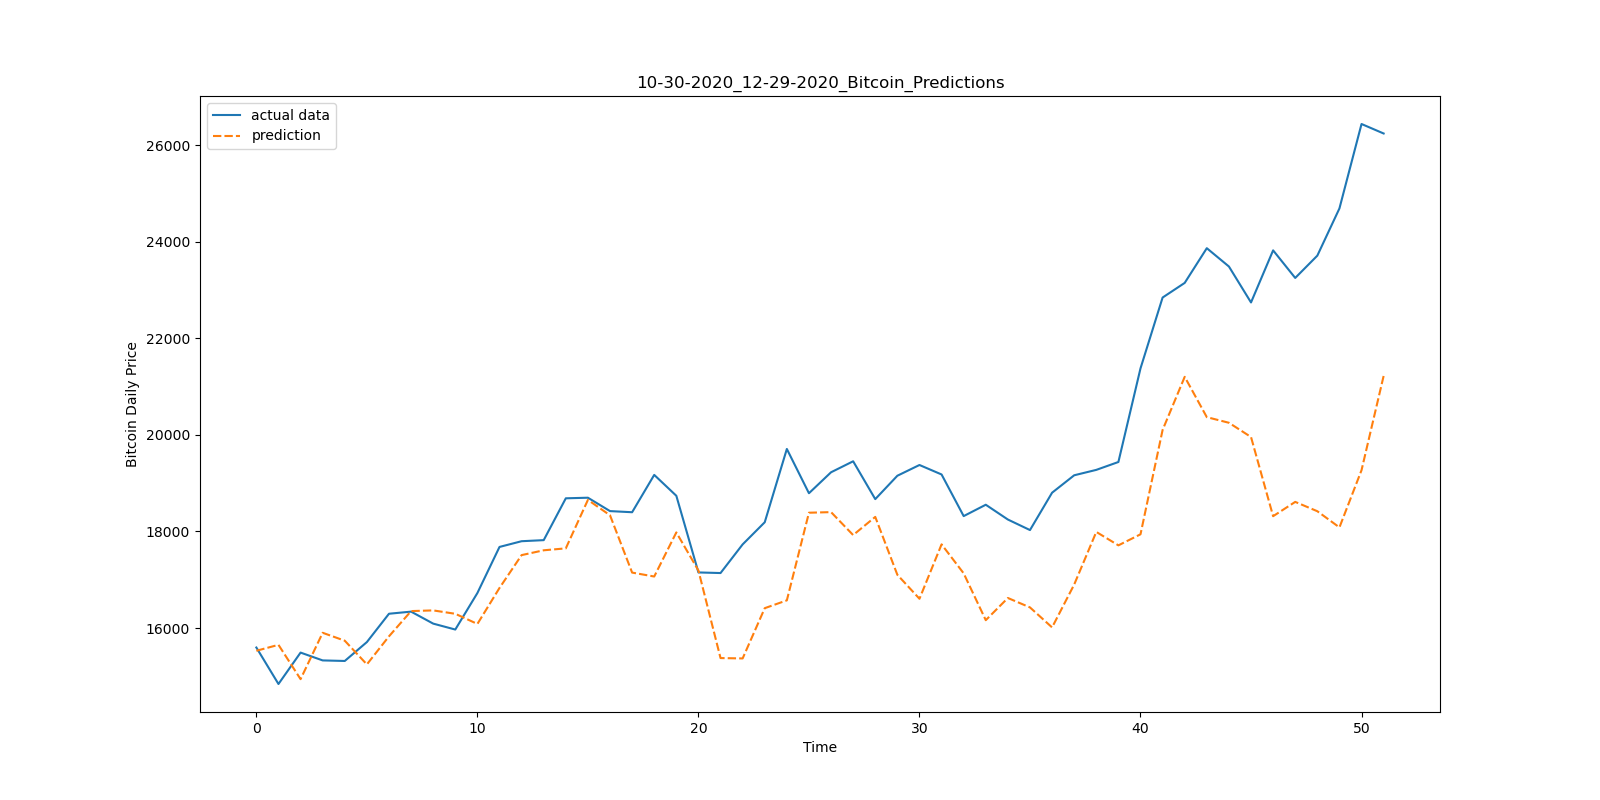 10-30-2020_12-29-2020_Bitcoin_Predictions
actual data
prediction
26000
24000
22000
20000
18000
16000
Bitcoin Daily Price
0 10 20 30 40 50
Time